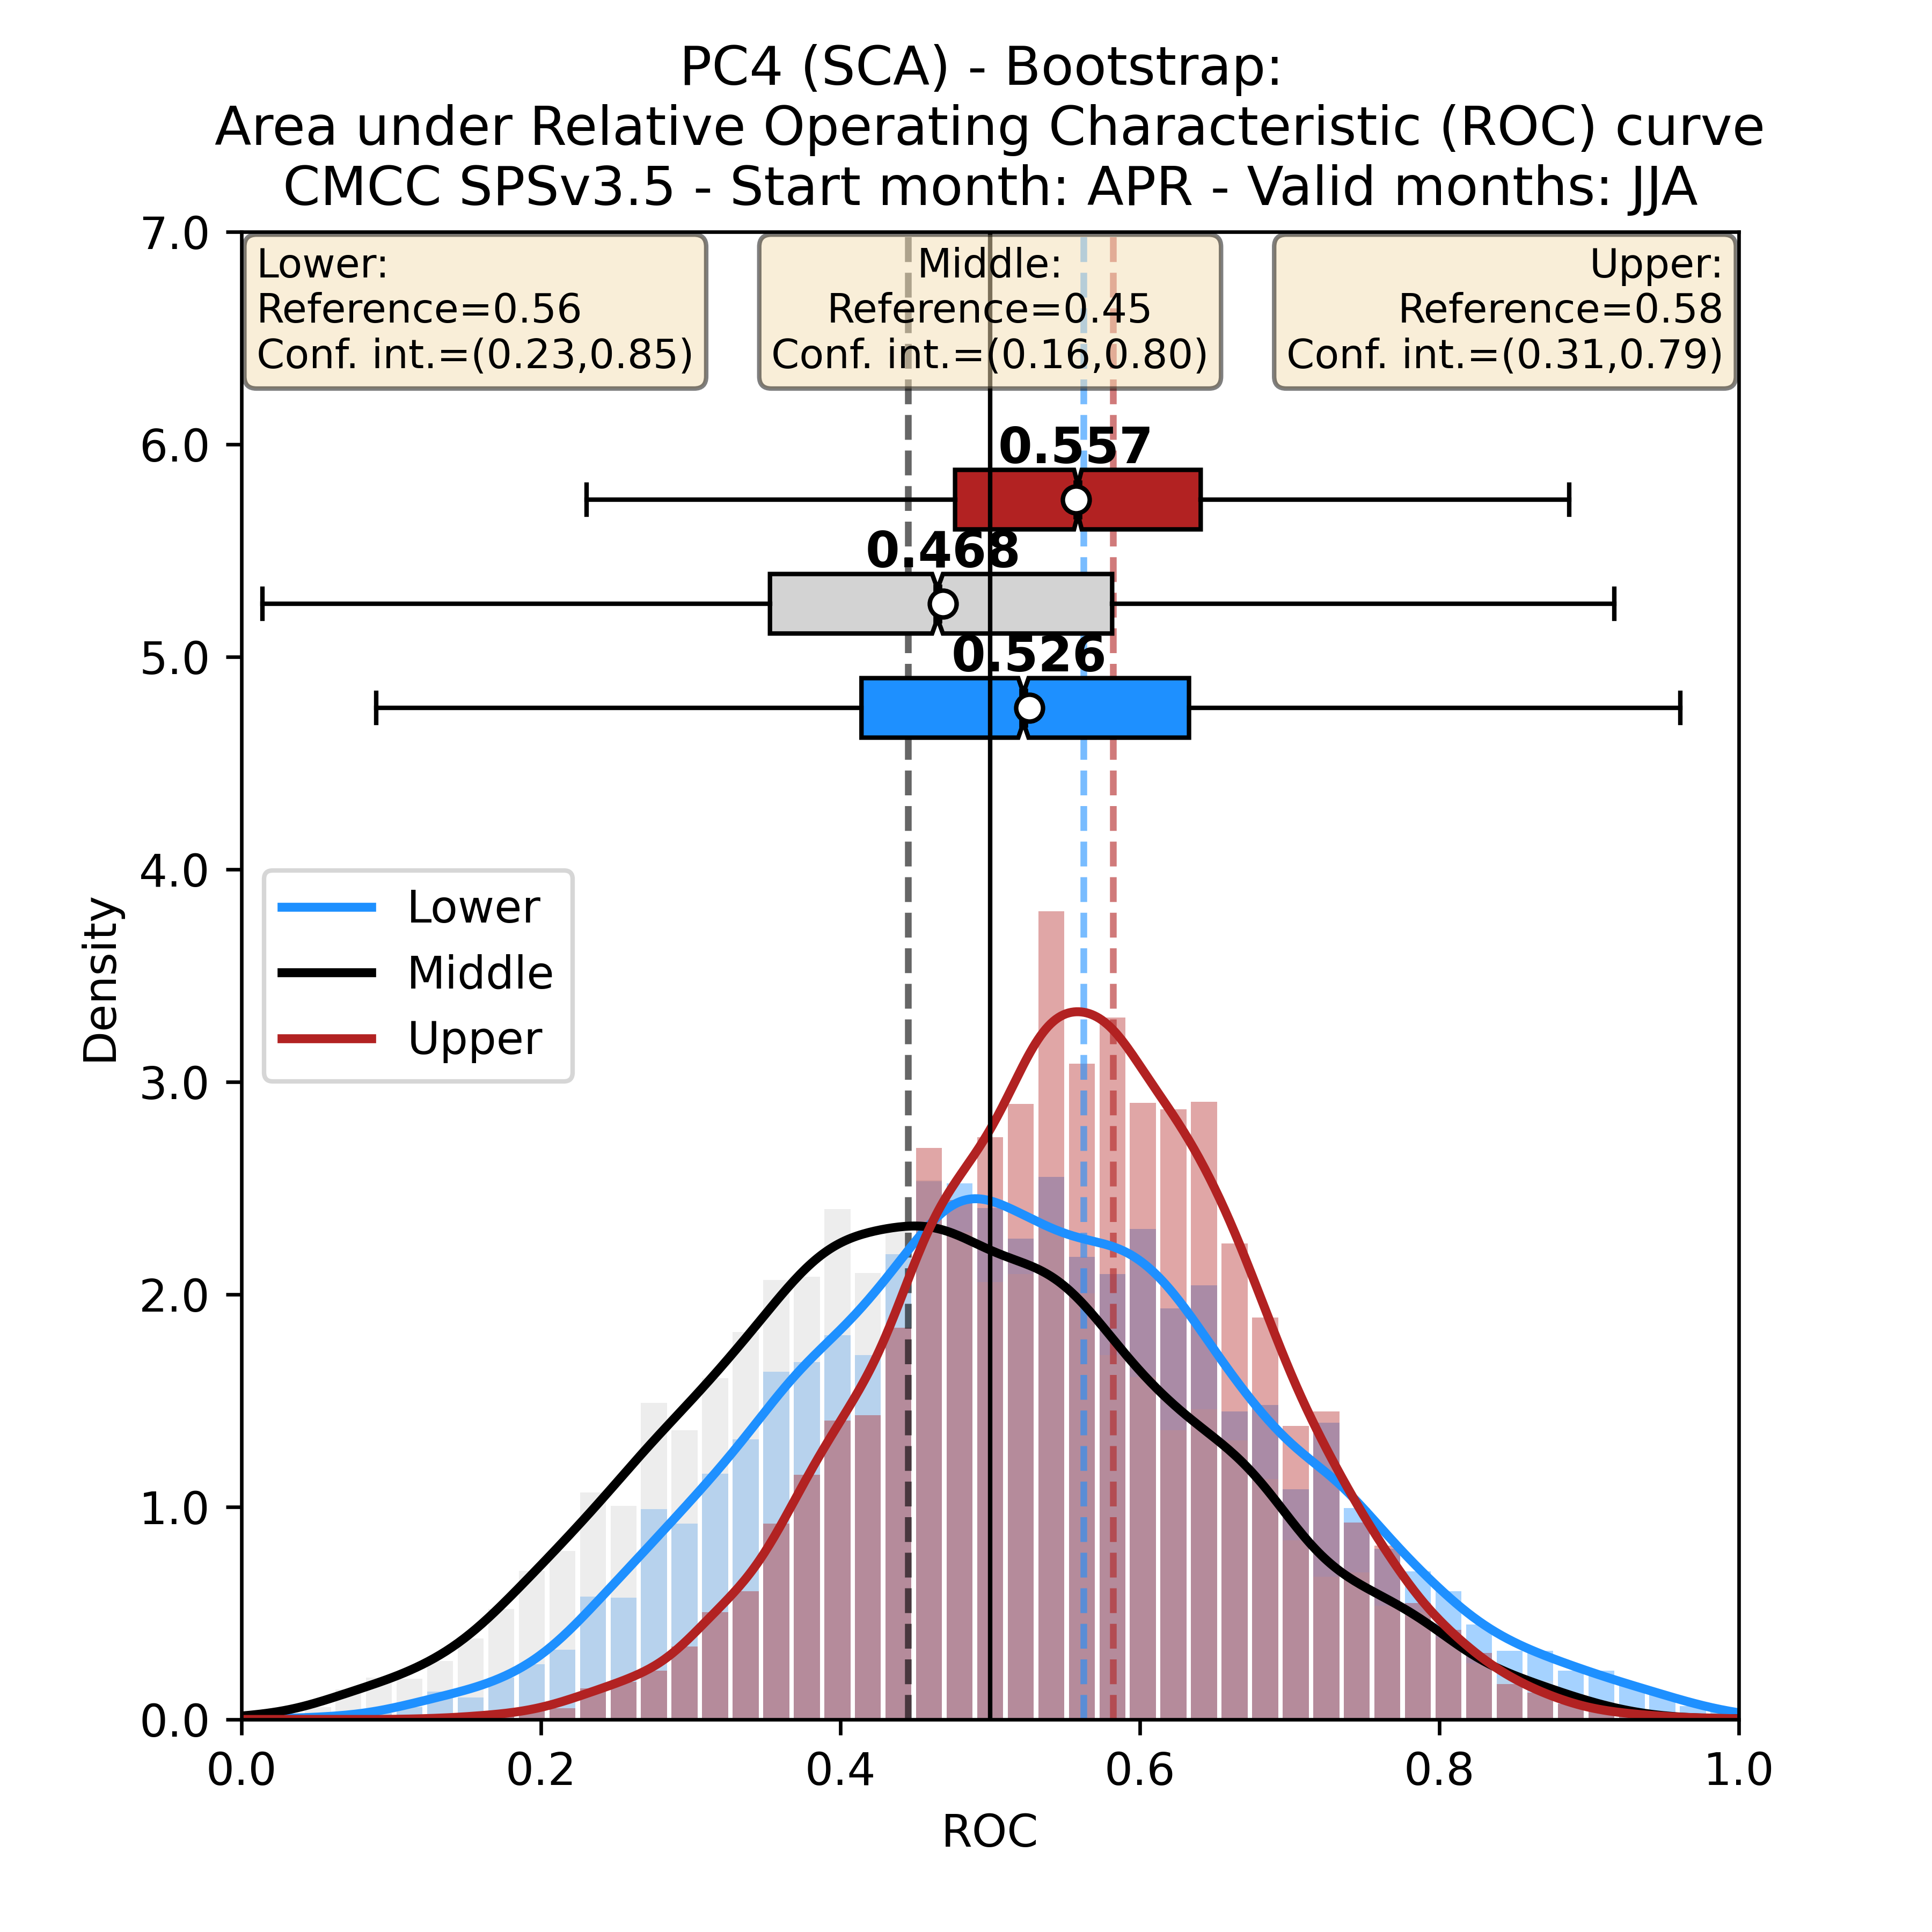 PC4 (SCA) - Bootstrap:
Area under Relative Operating Characteristic (ROC) curve
CMCC SPSv3.5 - Start month: APR - Valid months: JJA
7.0
Lower:
Reference=0.56
Conf. int.=(0.23,0.85)
Middle:
Reference=0.45
Conf. int.=(0.16,0.80)
Upper:
Reference=0.58
Conf. int.=(0.31,0.79)
6.0
0.557
0.468
5.0
0.526
4.0
Lower
Middle
Upper
Density
3.0
2.0
1.0
0.0
0.0 0.2 0.4 0.6 0.8 1.0
ROC